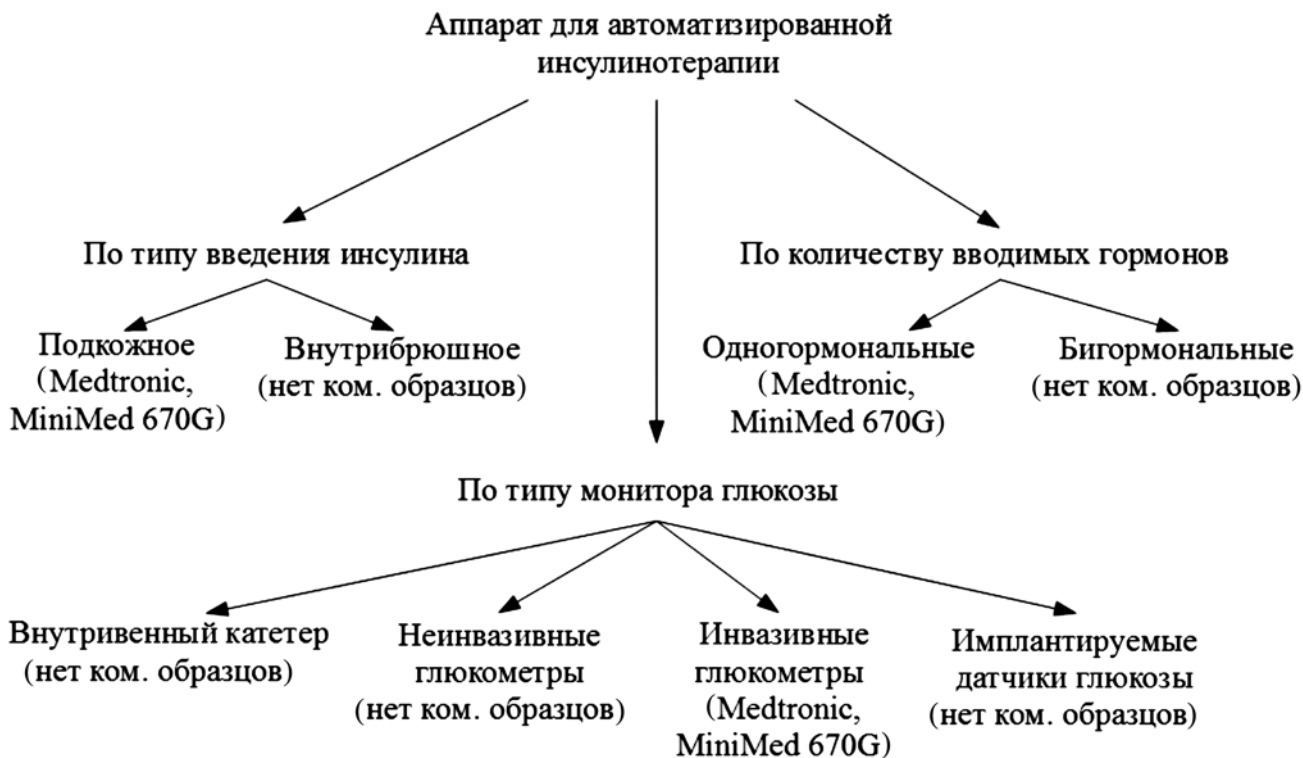 Аппарат для автоматизированной
инсулинотерапии
По типу введения инсулина
По количеству вводимых гормонов
Подкожное
(Medtronic,
MiniMed 670G)
Внутрибрюшное
(нет ком. образцов)
Одногормональные
(Medtronic,
MiniMed 670G)
Бигормональные
(нет ком. образцов)
По типу монитора глюкозы
Внутривенный катетер
(нет ком. образцов)
Неинвазивные
глюкометры
(нет ком. образцов)
Инвазивные
глюкометры
(Medtronic,
MiniMed 670G)
Имплантируемые
датчики глюкозы
(нет ком. образцов)